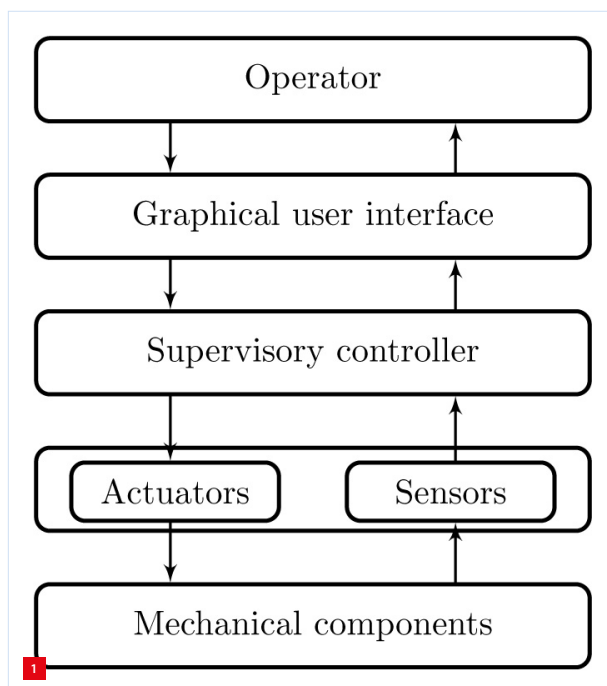 Operator
Graphical user interface
Supervisory controller
Actuators
Sensors
Mechanical components
1